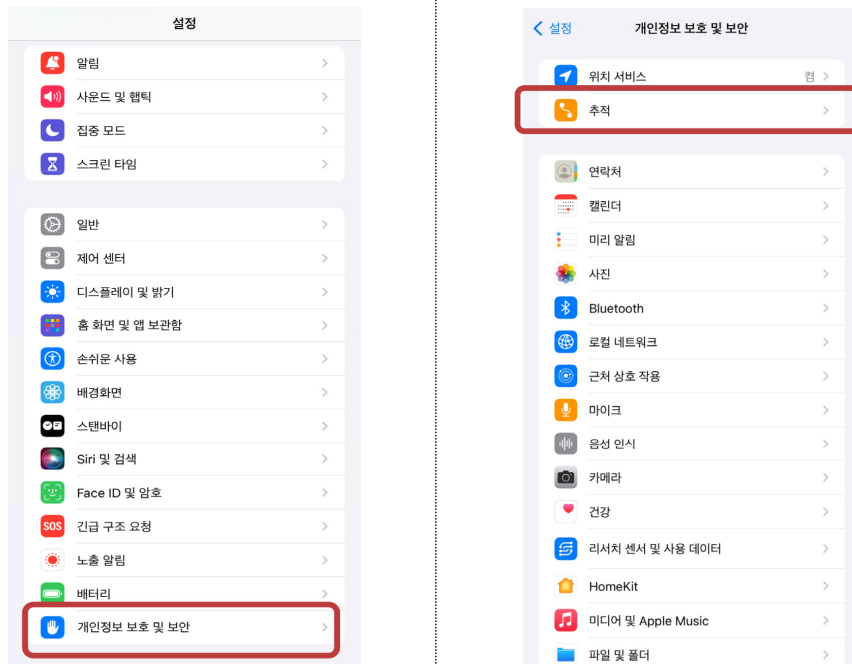 설정
알림
사운드 및 햅틱
집중 모드
스크린 타임
일반
제어 센터
디스플레이 및 밝기
홈 화면 및 앱 보관함
손쉬운 사용
배경화면
스탠바이
Siri 및 검색
Face ID 및 암호
SOS 긴급 구조 요청
노출 알림
배터리
개인정보 보호 및 보안
설정 개인정보 보호 및 보안
위치 서비스 켬
추적
연락처
캘린더
미리 알림
사진
Bluetooth
로컬 네트워크
근처 상호 작용
마이크
음성 인식
카메라
건강
리서치 센서 및 사용 데이터
HomeKit
미디어 및 Apple Music
파일 및 폴더